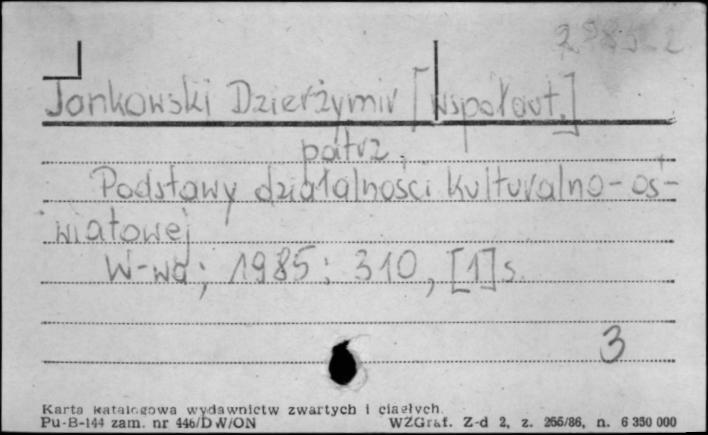 Jankowski Dzierżymir [współaut.]
patrz:
Podstawy działalności kulturalno-oś-
wiatowej
W-wa; 1985; 310, [1] s.
3
Karta katalogowa wydawnictw zwartych i ciągłych.
Pu-B-144 zam. nr 446/DW/ON WZGraf. Z-d 2, z. 266/86, n. 6 350 000